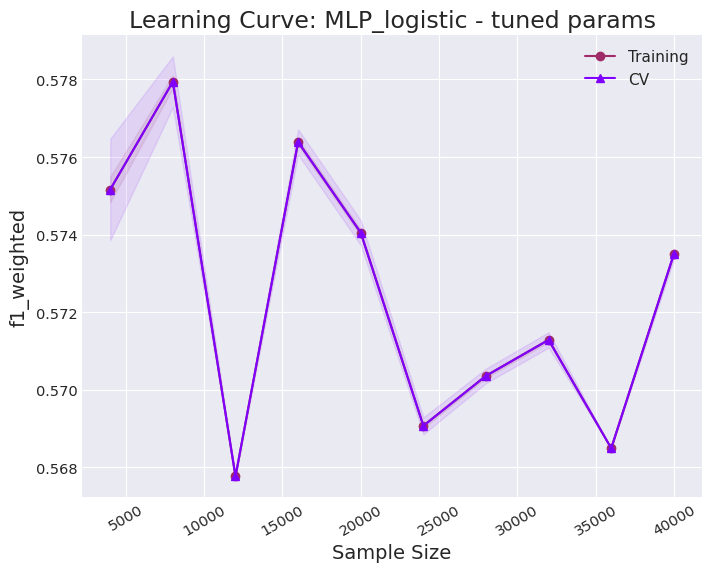 Learning Curve: MLP_logistic - tuned params
Training
CV
f1_weighted
0.578
0.576
0.574
0.572
0.570
0.568
5000
10000
15000
20000
25000
30000
35000
40000
Sample Size